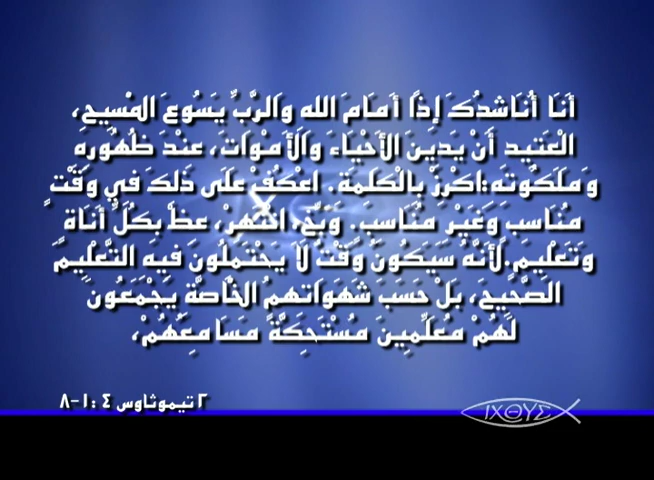 أَنَا أُنَاشِدُكَ إِذًا أَمَامَ اللهِ وَالرَّبِّ يَسُوعَ الْمَسِيحِ،
الْعَتِيدِ أَنْ يَدِينَ الأَحْيَاءَ وَالأَمْوَاتَ، عِنْدَ ظُهُورِهِ
وَمَلَكُوتِهِ:اكْرِزْ بِالْكَلِمَةِ. اعْكُفْ عَلَى ذلِكَ فِي وَقْتٍ
مُنَاسِبٍ وَغَيْرِ مُنَاسِبٍ. وَبِّخِ، انْتَهِرْ، عِظْ بِكُلِّ أَنَاةٍ
وَتَعْلِيمٍ.لأَنَّهُ سَيَكُونُ وَقْتٌ لاَ يَحْتَمِلُونَ فِيهِ التَّعْلِيمَ
الصَّحِيحَ، بَلْ حَسَبَ شَهَوَاتِهِمُ الْخَاصَّةِ يَجْمَعُونَ
لَهُمْ مُعَلِّمِينَ مُسْتَحِكَّةً مَسَامِعُهُمْ،
٢ تيموثاوس ٤ :١-٨
ΙΧΘΥΣ